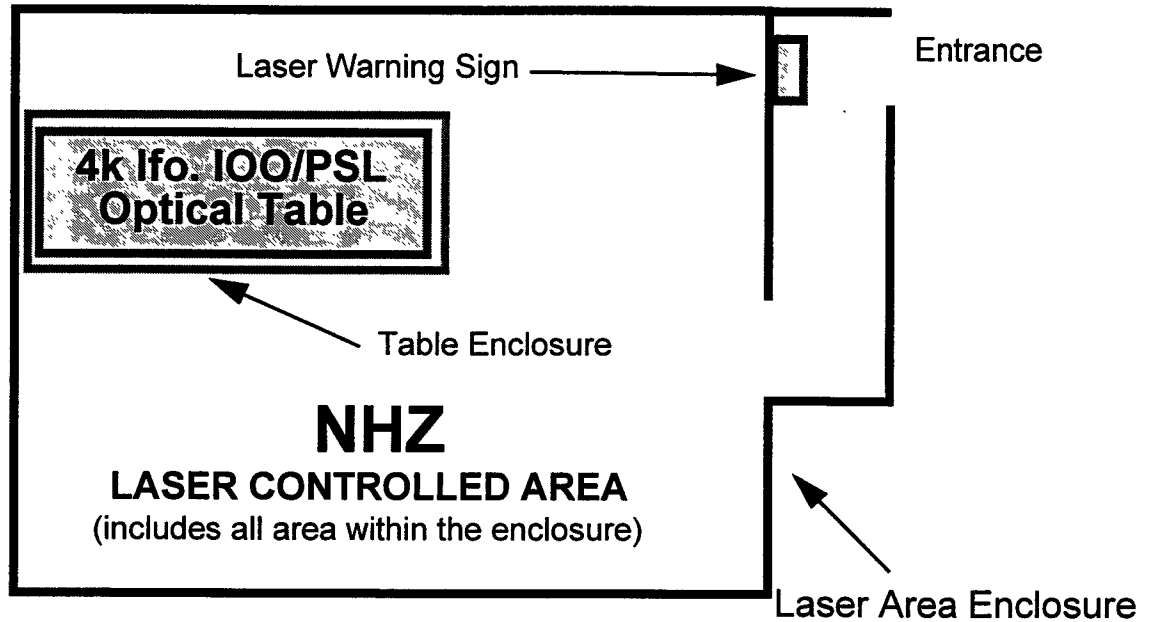 Laser Warning Sign
Entrance
4k Ifo. IOO/PSL
Optical Table
Table Enclosure
NHZ
LASER CONTROLLED AREA
(includes all area within the enclosure)
Laser Area Enclosure